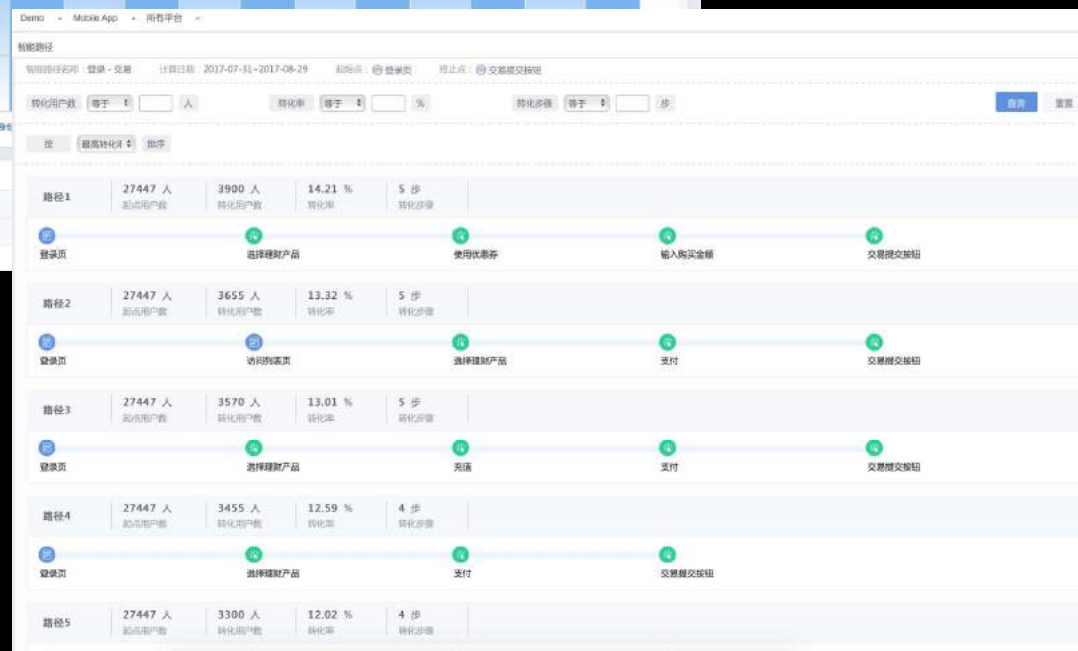 Demo Mobile App 所有平台
智能路径
智能路径名称：登录 - 交易 计算日期：2017-07-31~2017-08-29 起始点：登录页 终止点：交易提交按钮
转化用户数 等于 人 转化率 等于 % 转化步骤 等于 步 查询 重置
按 最高转化率 排序
路径1 27447 人 3900 人 14.21 % 5 步
起点用户数 转化用户数 转化率 转化步骤
登录页 选择理财产品 使用优惠券 输入购买金额 交易提交按钮
路径2 27447 人 3655 人 13.32 % 5 步
起点用户数 转化用户数 转化率 转化步骤
登录页 访问列表页 选择理财产品 支付 交易提交按钮
路径3 27447 人 3570 人 13.01 % 5 步
起点用户数 转化用户数 转化率 转化步骤
登录页 选择理财产品 充值 支付 交易提交按钮
路径4 27447 人 3455 人 12.59 % 4 步
起点用户数 转化用户数 转化率 转化步骤
登录页 选择理财产品 支付 交易提交按钮
路径5 27447 人 3300 人 12.02 % 4 步
起点用户数 转化用户数 转化率 转化步骤